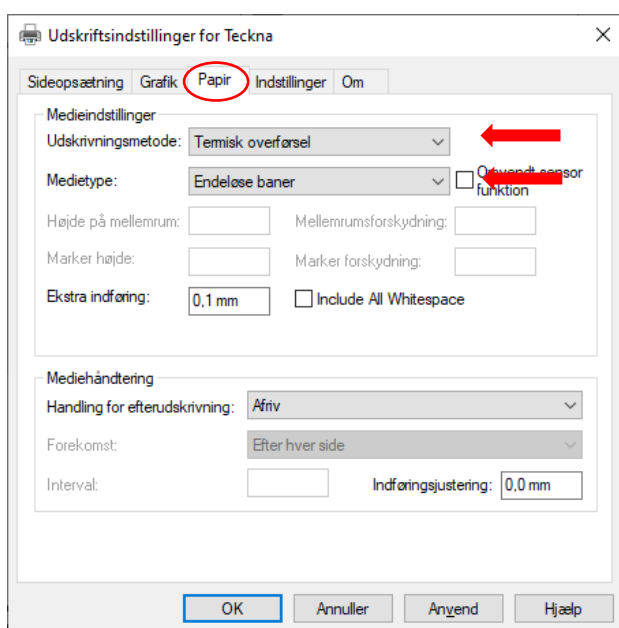 Udskriftsindstillinger for Teckna
Sideopsætning Grafik Papir Indstillinger Om
Medieindstillinger
Udskrivningsmetode: Termisk overførsel
Medietype: Endeløse baner Omvendt sensor
funktion
Højde på mellemrum: Mellemrumsforskydning:
Marker højde: Marker forskydning:
Ekstra indføring: 0,1 mm Include All Whitespace
Mediehåndtering
Handling for efterudskrivning: Afriv
Forekomst: Efter hver side
Interval: Indføringsjustering: 0,0 mm
OK Annuller Anvend Hjælp